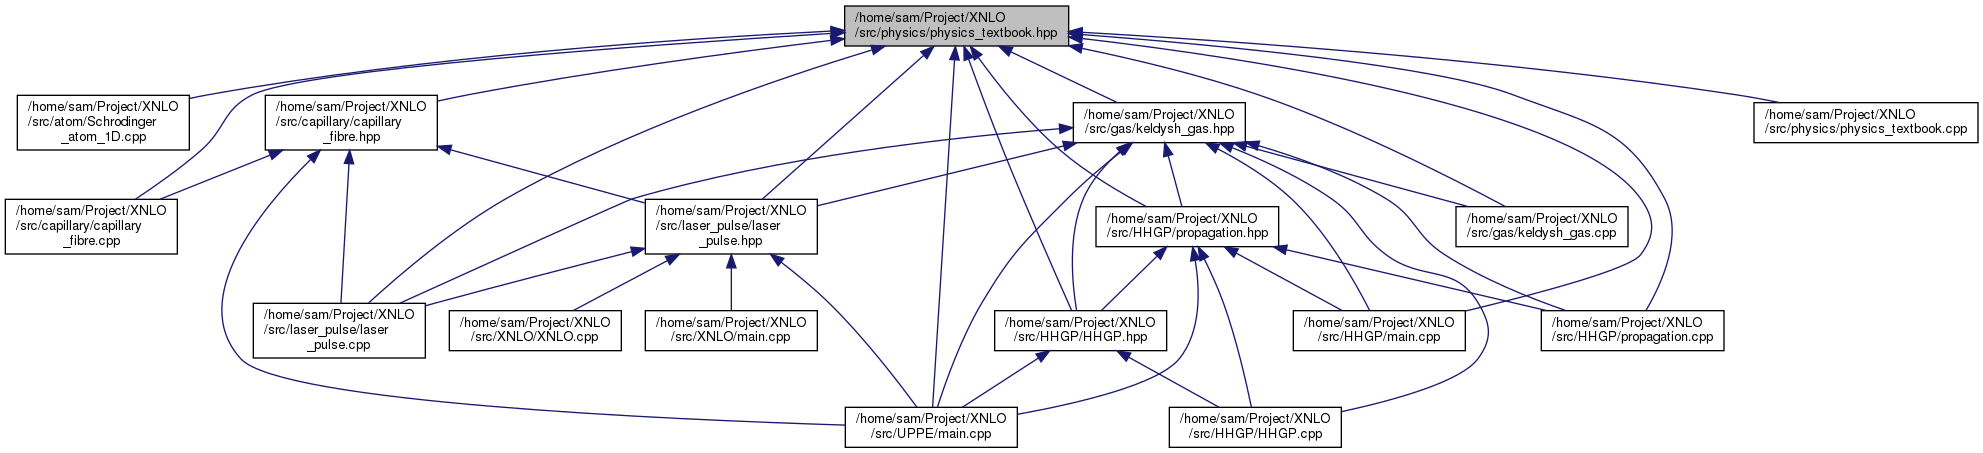 /home/sam/Project/XNLO
/src/physics/physics_textbook.hpp
/home/sam/Project/XNLO
/src/atom/Schrodinger
_atom_1D.cpp
/home/sam/Project/XNLO
/src/capillary/capillary
_fibre.hpp
/home/sam/Project/XNLO
/src/gas/keldysh_gas.hpp
/home/sam/Project/XNLO
/src/physics/physics_textbook.cpp
/home/sam/Project/XNLO
/src/capillary/capillary
_fibre.cpp
/home/sam/Project/XNLO
/src/laser_pulse/laser
_pulse.hpp
/home/sam/Project/XNLO
/src/HHGP/propagation.hpp
/home/sam/Project/XNLO
/src/gas/keldysh_gas.cpp
/home/sam/Project/XNLO
/src/laser_pulse/laser
_pulse.cpp
/home/sam/Project/XNLO
/src/XNLO/XNLO.cpp
/home/sam/Project/XNLO
/src/XNLO/main.cpp
/home/sam/Project/XNLO
/src/HHGP/HHGP.hpp
/home/sam/Project/XNLO
/src/HHGP/main.cpp
/home/sam/Project/XNLO
/src/HHGP/propagation.cpp
/home/sam/Project/XNLO
/src/UPPE/main.cpp
/home/sam/Project/XNLO
/src/HHGP/HHGP.cpp